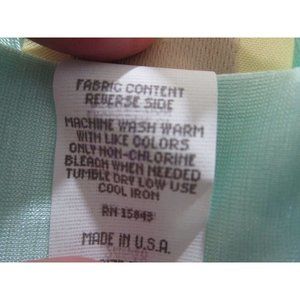 FABRIC CONTENT
REVERSE SIDE
MACHINE WASH WARM
WITH LIKE COLORS
ONLY NON-CHLORINE
BLEACH WHEN NEEDED
TUMBLE DRY LOW USE
COOL IRON
RN 15843
MADE IN U.S.A.